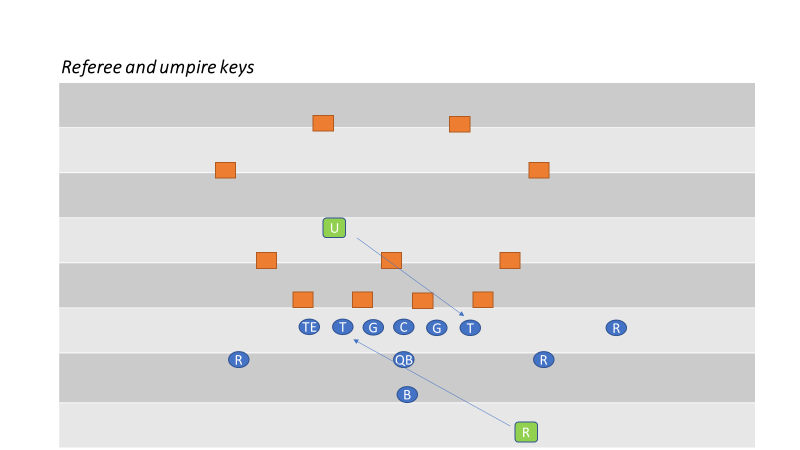 Referee and umpire keys
U
TE T G C G T R
R QB R
B
R